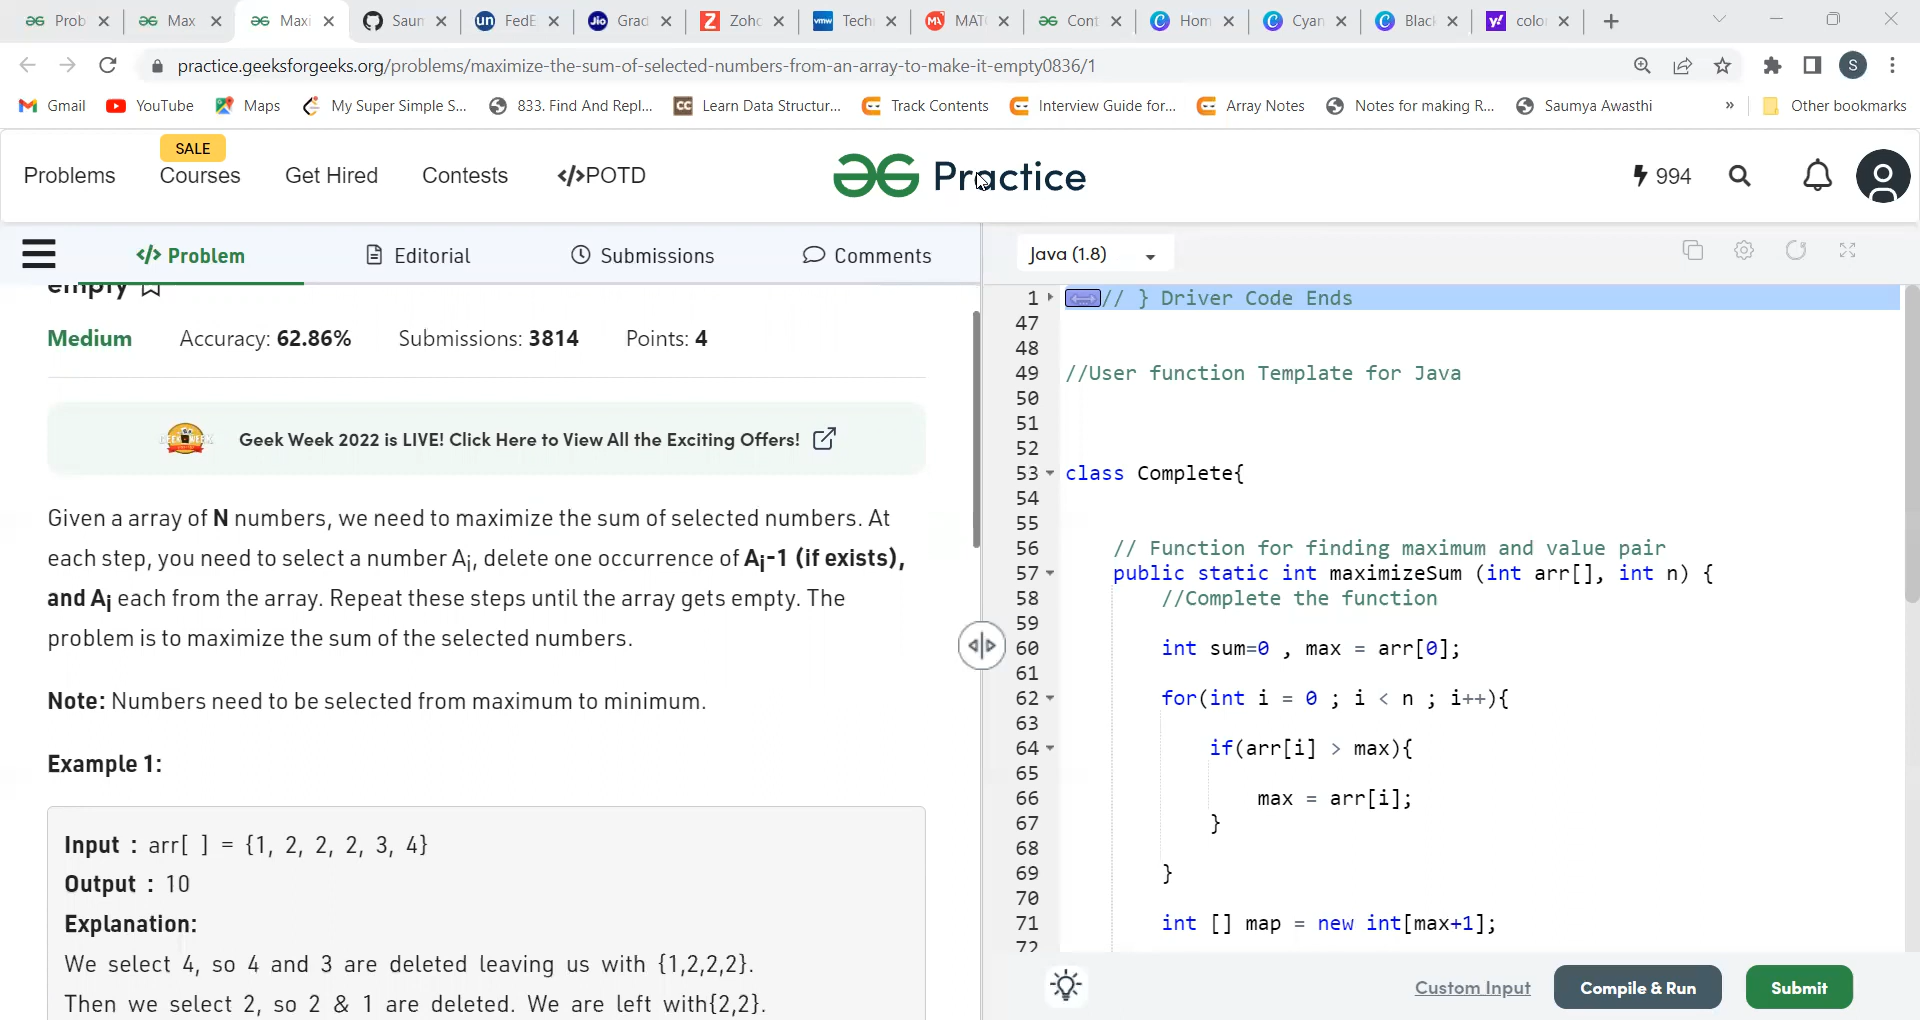 Prob
Max
Maxi
Saur
FedE
Grad
Zoho
Tech
MAT
Cont
Hom
Cyan
Blac
colo
practice.geeksforgeeks.org/problems/maximize-the-sum-of-selected-numbers-from-an-array-to-make-it-empty0836/1
S
Gmail YouTube Maps My Super Simple S... 833. Find And Repl... Learn Data Structur... Track Contents Interview Guide for... Array Notes Notes for making R... Saumya Awasthi » Other bookmarks
SALE
Problems Courses Get Hired Contests </>POTD Practice 994
</> Problem Editorial Submissions Comments
empty
Medium Accuracy: 62.86% Submissions: 3814 Points: 4
Geek Week 2022 is LIVE! Click Here to View All the Exciting Offers!
Given a array of N numbers, we need to maximize the sum of selected numbers. At
each step, you need to select a number Ai, delete one occurrence of Ai-1 (if exists),
and Ai each from the array. Repeat these steps until the array gets empty. The
problem is to maximize the sum of the selected numbers.
Note: Numbers need to be selected from maximum to minimum.
Example 1:
Input : arr[ ] = {1, 2, 2, 2, 3, 4}
Output : 10
Explanation:
We select 4, so 4 and 3 are deleted leaving us with {1,2,2,2}.
Then we select 2, so 2 & 1 are deleted. We are left with{2,2}.
Java (1.8)
1 // } Driver Code Ends
47
48
49 //User function Template for Java
50
51
52
53 class Complete{
54
55
56 // Function for finding maximum and value pair
57 public static int maximizeSum (int arr[], int n) {
58 //Complete the function
59
60 int sum=0 , max = arr[0];
61
62 for(int i = 0 ; i < n ; i++){
63
64 if(arr[i] > max){
65
66 max = arr[i];
67 }
68
69 }
70
71 int [] map = new int[max+1];
72
Custom Input Compile & Run Submit